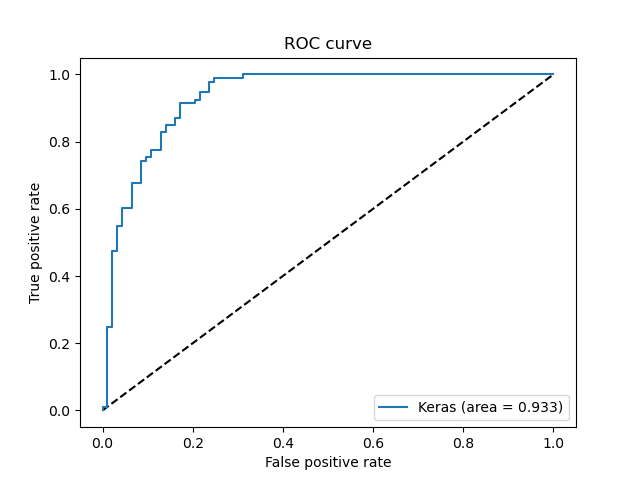 ROC curve
1.0
0.8
0.6
0.4
0.2
0.0
True positive rate
Keras (area = 0.933)
0.0 0.2 0.4 0.6 0.8 1.0
False positive rate